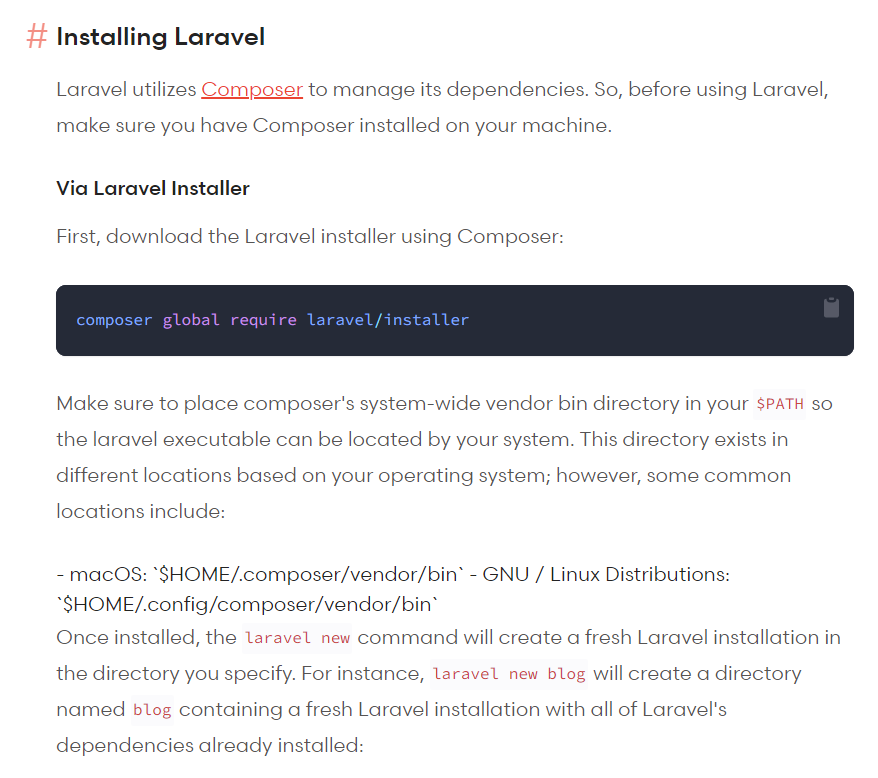 # Installing Laravel
Laravel utilizes Composer to manage its dependencies. So, before using Laravel,
make sure you have Composer installed on your machine.
Via Laravel Installer
First, download the Laravel installer using Composer:
composer global require laravel/installer
Make sure to place composer's system-wide vendor bin directory in your $PATH so
the laravel executable can be located by your system. This directory exists in
different locations based on your operating system; however, some common
locations include:
- macOS: `$HOME/.composer/vendor/bin` - GNU / Linux Distributions:
`$HOME/.config/composer/vendor/bin`
Once installed, the laravel new command will create a fresh Laravel installation in
the directory you specify. For instance, laravel new blog will create a directory
named blog containing a fresh Laravel installation with all of Laravel's
dependencies already installed: